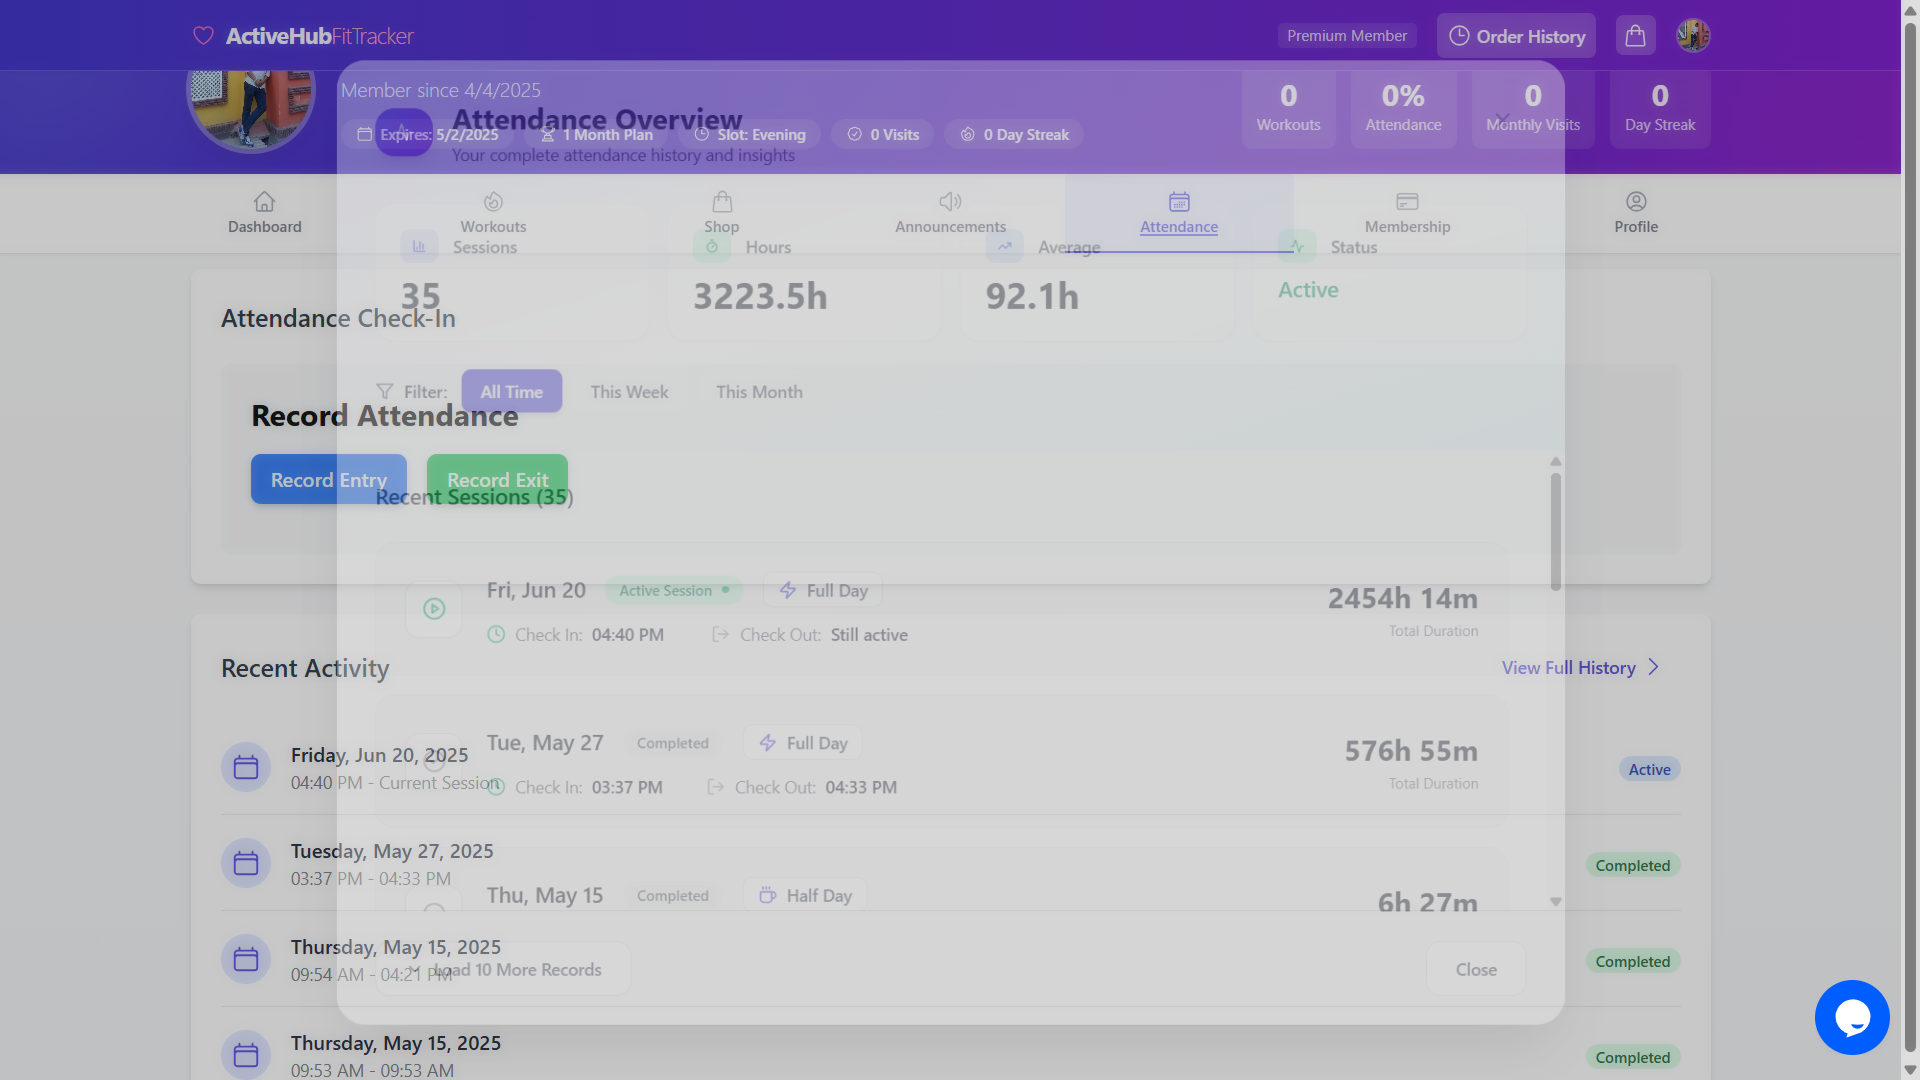 ActiveHubFitTracker
Premium Member
Order History
Member since 4/4/2025
Expires: 5/2/2025
1 Month Plan
Slot: Evening
0 Visits
0 Day Streak
0
Workouts
0%
Attendance
0
Monthly Visits
0
Day Streak
Attendance Overview
Your complete attendance history and insights
Dashboard
Workouts
Shop
Announcements
Attendance
Membership
Profile
Sessions
35
Hours
3223.5h
Average
92.1h
Status
Active
Attendance Check-In
Filter:
All Time
This Week
This Month
Record Attendance
Record Entry
Record Exit
Recent Sessions (35)
Fri, Jun 20
Active Session
Full Day
Check In: 04:40 PM
Check Out: Still active
2454h 14m
Total Duration
Tue, May 27
Completed
Full Day
Check In: 03:37 PM
Check Out: 04:33 PM
576h 55m
Total Duration
Thu, May 15
Completed
Half Day
6h 27m
Load 10 More Records
Close
Recent Activity
View Full History
Friday, Jun 20, 2025
04:40 PM - Current Session
Active
Tuesday, May 27, 2025
03:37 PM - 04:33 PM
Completed
Thursday, May 15, 2025
09:54 AM - 04:21 PM
Completed
Thursday, May 15, 2025
09:53 AM - 09:53 AM
Completed